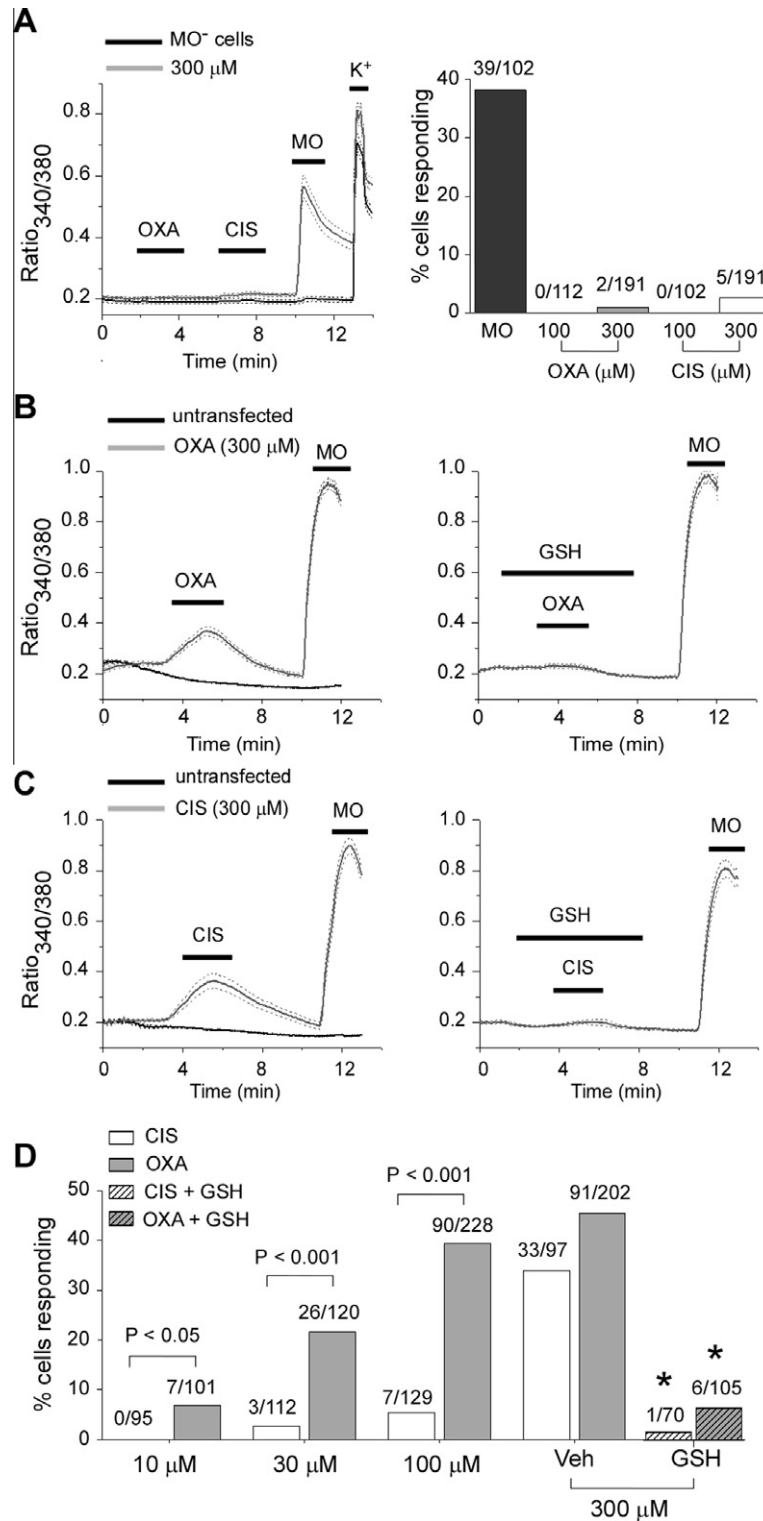 A
MO⁻ cells
300 μM
K⁺
MO
OXA
CIS
Ratio340/380
0.8
0.6
0.4
0.2
0
4
8
12
Time (min)
39/102
0/112
2/191
0/102
5/191
% cells responding
40
30
20
10
0
MO
100
300
100
300
OXA (μM)
CIS (μM)
B
untransfected
OXA (300 μM)
MO
OXA
Ratio340/380
1.0
0.8
0.6
0.4
0.2
0
4
8
12
Time (min)
MO
GSH
OXA
1.0
0.8
0.6
0.4
0.2
0
4
8
12
Time (min)
C
untransfected
CIS (300 μM)
MO
CIS
Ratio340/380
1.0
0.8
0.6
0.4
0.2
0
4
8
12
Time (min)
MO
GSH
CIS
1.0
0.8
0.6
0.4
0.2
0
4
8
12
Time (min)
D
CIS
OXA
CIS + GSH
OXA + GSH
% cells responding
50
40
30
20
10
0
P < 0.05
P < 0.001
P < 0.001
0/95
7/101
3/112
26/120
7/129
90/228
33/97
91/202
*
1/70
*
6/105
10 μM
30 μM
100 μM
Veh
GSH
300 μM